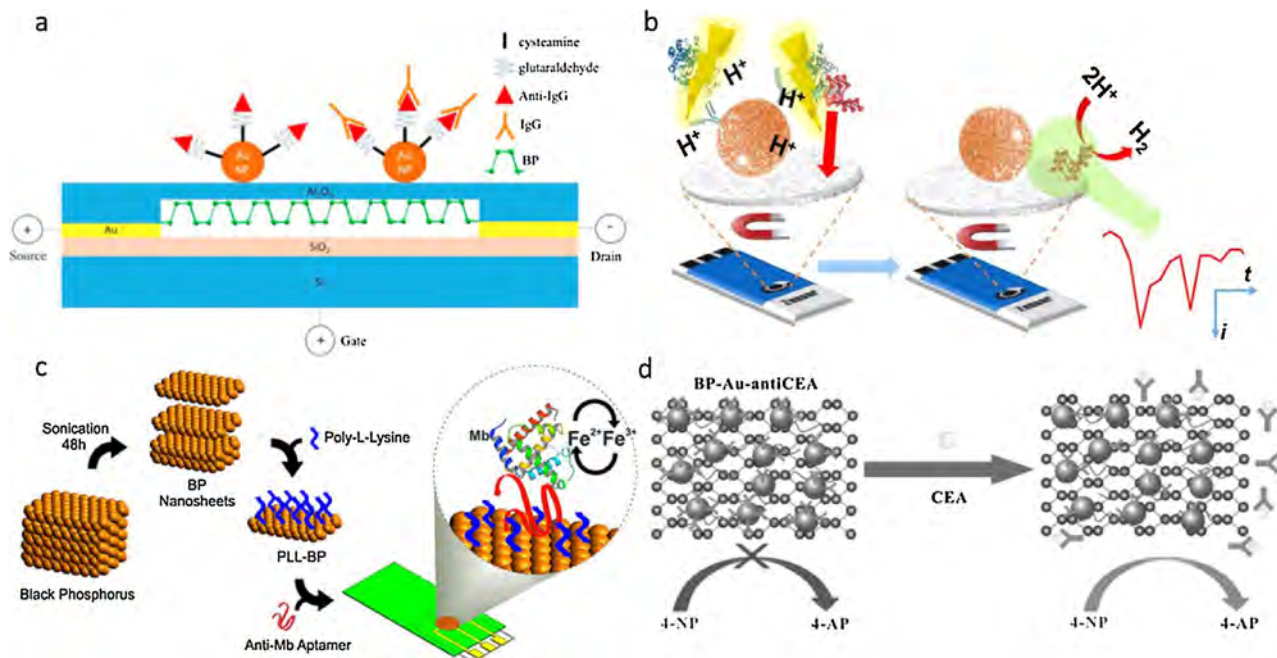 a
cysteamine
glutaraldehyde
Anti-IgG
IgG
BP
Au
NP
Au
NP
Al₂O₃
Au
SiO₂
Si
+
Source
-
Drain
+
Gate
b
H⁺
H⁺
H⁺
H⁺
2H⁺
H₂
t
i
c
Sonication
48h
BP
Nanosheets
Poly-L-Lysine
PLL-BP
Black Phosphorus
Anti-Mb Aptamer
Mb
Fe²⁺ Fe³⁺
d
BP-Au-antiCEA
CEA
4-NP
4-AP
4-NP
4-AP